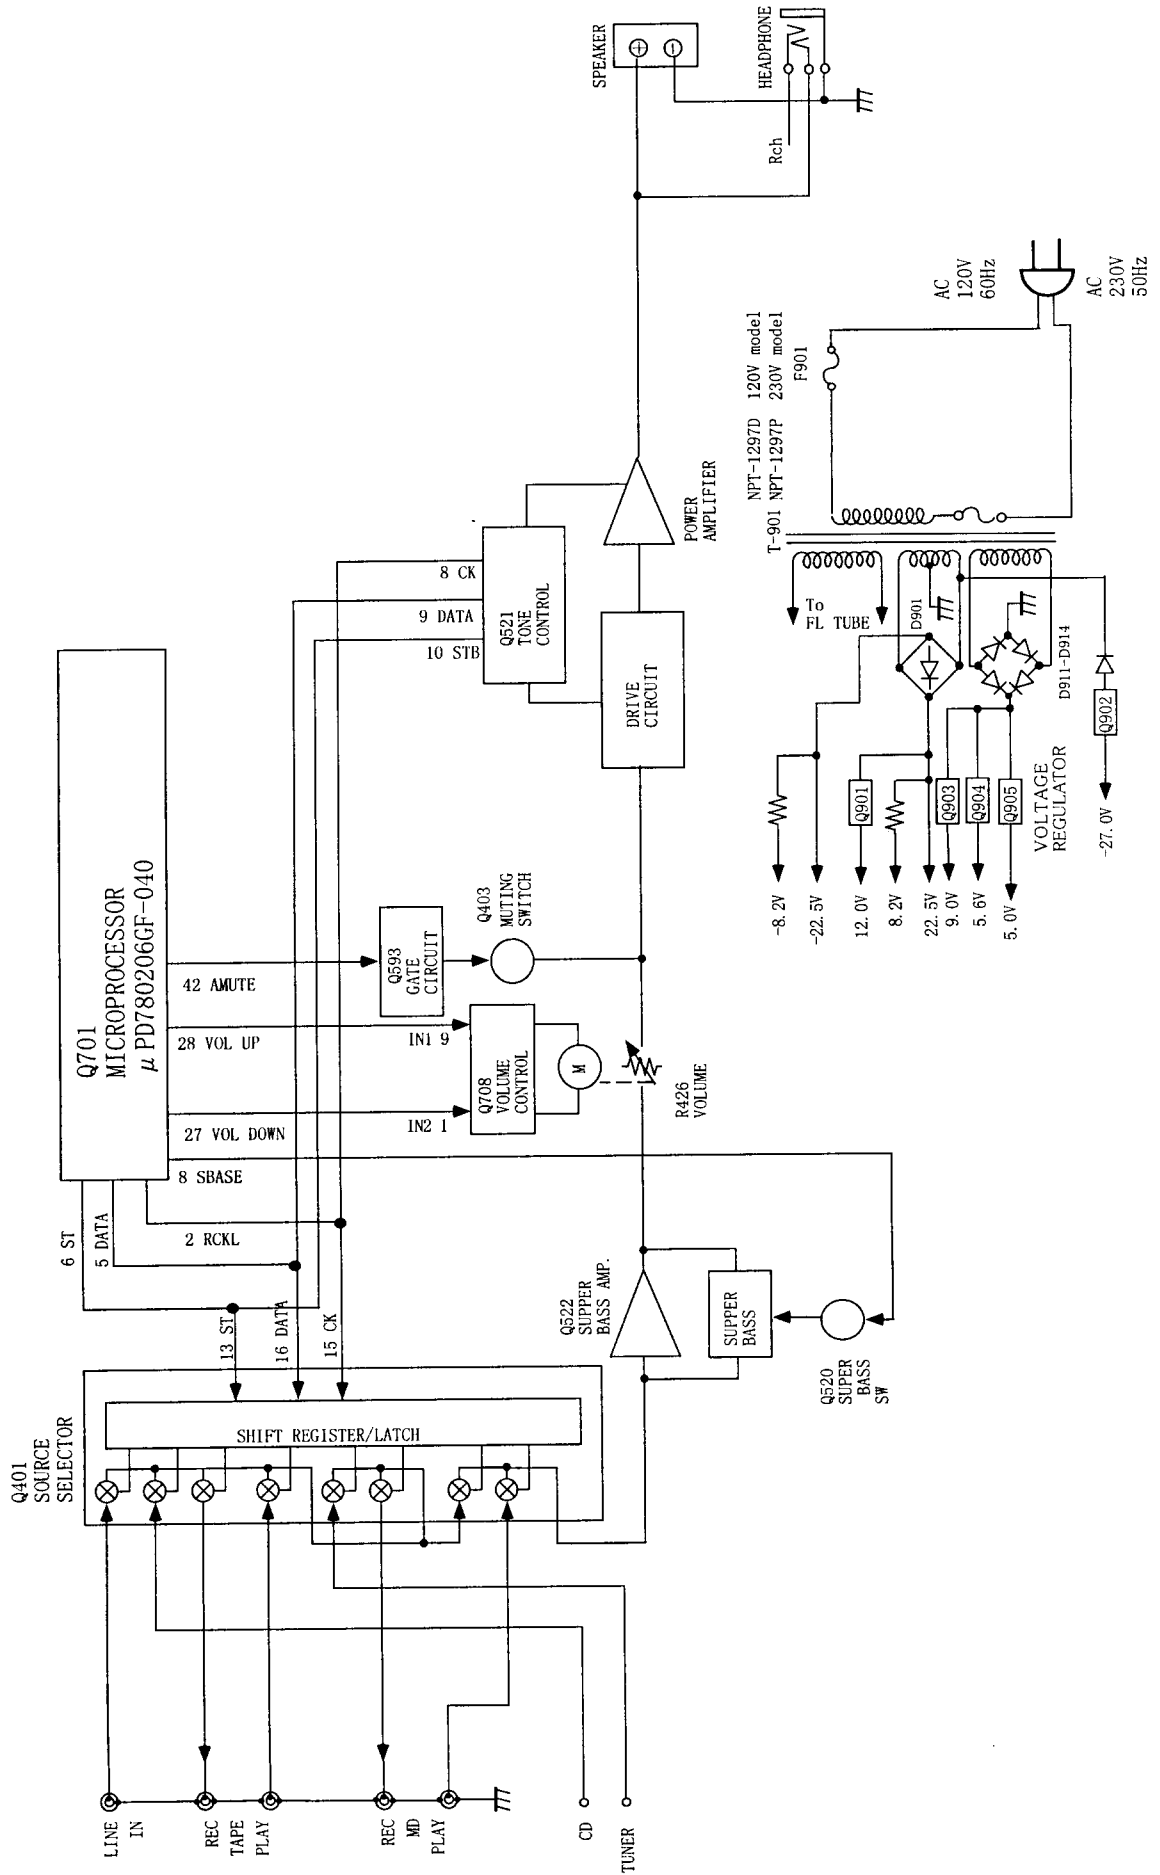 Q701
MICROPROCESSOR
μPD780206GF-040
6 ST
5 DATA
2 RCKL
8 SBASE
27 VOL DOWN
28 VOL UP
42 AMUTE
Q401
SOURCE
SELECTOR
SHIFT REGISTER/LATCH
13 ST
16 DATA
15 CK
LINE
IN
REC
TAPE
PLAY
REC
MD
PLAY
CD
TUNER
Q522
SUPPER
BASS AMP.
SUPPER
BASS
Q520
SUPER
BASS
SW
IN2 1
IN1 9
Q708
VOLUME
CONTROL
M
R426
VOLUME
Q593
GATE
CIRCUIT
Q403
MUTING
SWITCH
DRIVE
CIRCUIT
10 STB
9 DATA
8 CK
Q521
TONE
CONTROL
POWER
AMPLIFIER
SPEAKER
+
-
HEADPHONE
Rch
AC
120V
60Hz
AC
230V
50Hz
F901
NPT-1297D 120V model
T-901 NPT-1297P 230V model
To
FL TUBE
D901
D911-D914
Q901
Q903
Q904
Q905
Q902
VOLTAGE
REGULATOR
-8.2V
-22.5V
12.0V
8.2V
22.5V
9.0V
5.6V
5.0V
-27.0V